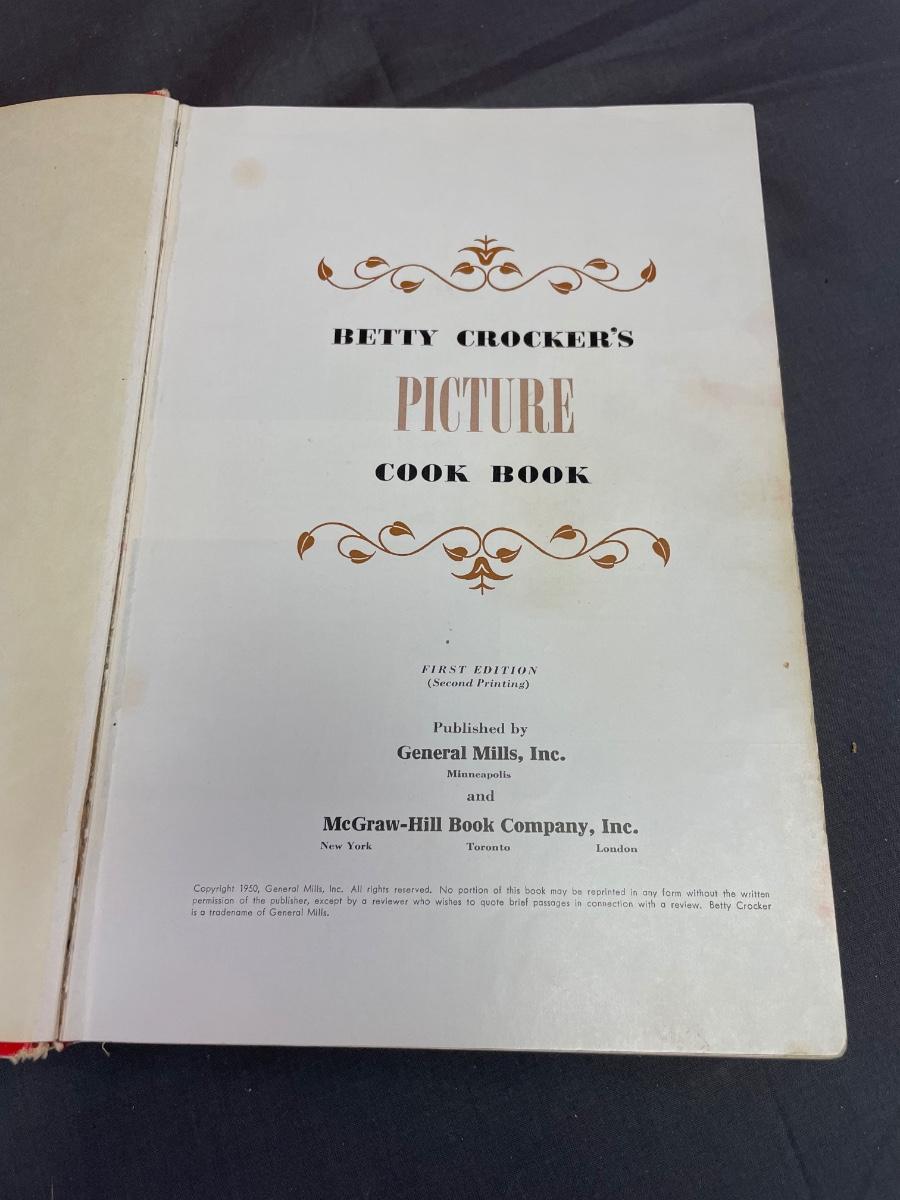 BETTY CROCKER'S
PICTURE
COOK BOOK
FIRST EDITION
(Second Printing)
Published by
General Mills, Inc.
Minneapolis
and
McGraw-Hill Book Company, Inc.
New York Toronto London
Copyright 1950, General Mills, Inc. All rights reserved. No portion of this book may be reprinted in any form without the written
permission of the publisher, except by a reviewer who wishes to quote brief passages in connection with a review. Betty Crocker
is a tradename of General Mills.